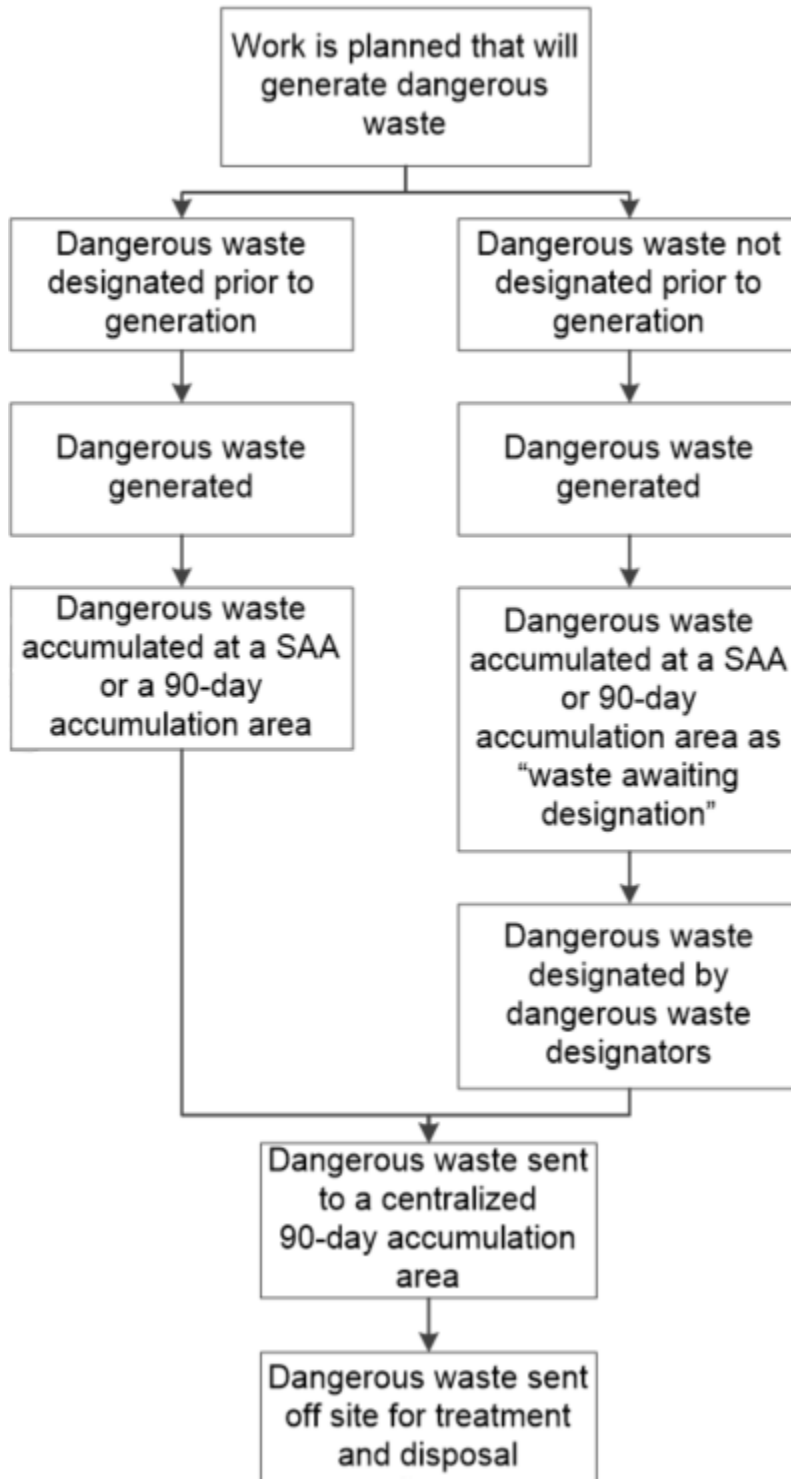 Work is planned that will
generate dangerous
waste
Dangerous waste
designated prior to
generation
Dangerous waste not
designated prior to
generation
Dangerous waste
generated
Dangerous waste
generated
Dangerous waste
accumulated at a SAA
or a 90-day
accumulation area
Dangerous waste
accumulated at a SAA
or 90-day
accumulation area as
“waste awaiting
designation”
Dangerous waste
designated by
dangerous waste
designators
Dangerous waste sent
to a centralized
90-day accumulation
area
Dangerous waste sent
off site for treatment
and disposal